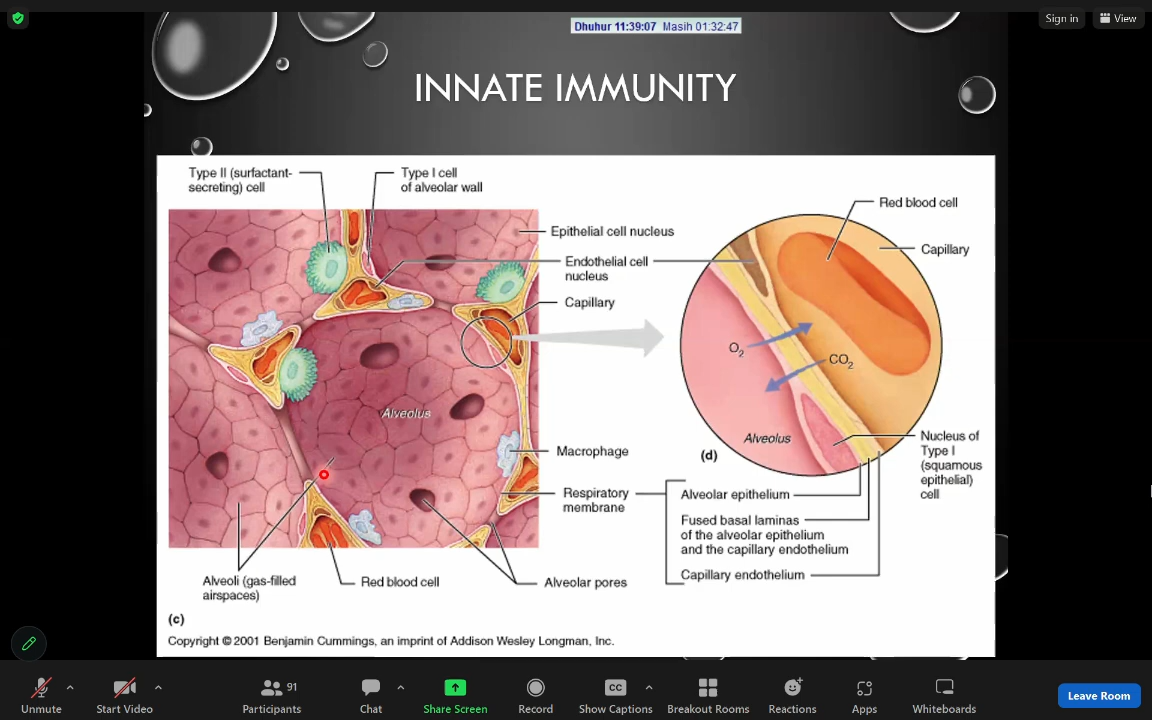 Dhuhur 11:39:07 Masih 01:32:47
Sign in
View
INNATE IMMUNITY
Type II (surfactant-
secreting) cell
Type I cell
of alveolar wall
Epithelial cell nucleus
Endothelial cell
nucleus
Capillary
Alveolus
Macrophage
Respiratory
membrane
Alveoli (gas-filled
airspaces)
Red blood cell
Alveolar pores
(c)
Red blood cell
Capillary
O2
CO2
Alveolus
(d)
Nucleus of
Type I
(squamous
epithelial)
cell
Alveolar epithelium
Fused basal laminas
of the alveolar epithelium
and the capillary endothelium
Capillary endothelium
Copyright © 2001 Benjamin Cummings, an imprint of Addison Wesley Longman, Inc.
Unmute
Start Video
91
Participants
Chat
Share Screen
Record
CC
Show Captions
Breakout Rooms
Reactions
Apps
Whiteboards
Leave Room